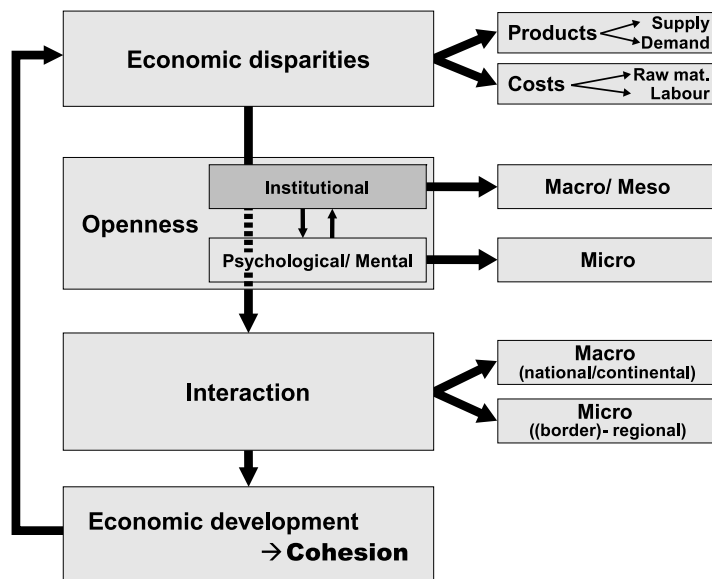 Economic disparities
Products
Supply
Demand
Costs
Raw mat.
Labour
Openness
Institutional
Psychological/ Mental
Macro/ Meso
Micro
Interaction
Macro
(national/continental)
Micro
((border)- regional)
Economic development
→ Cohesion